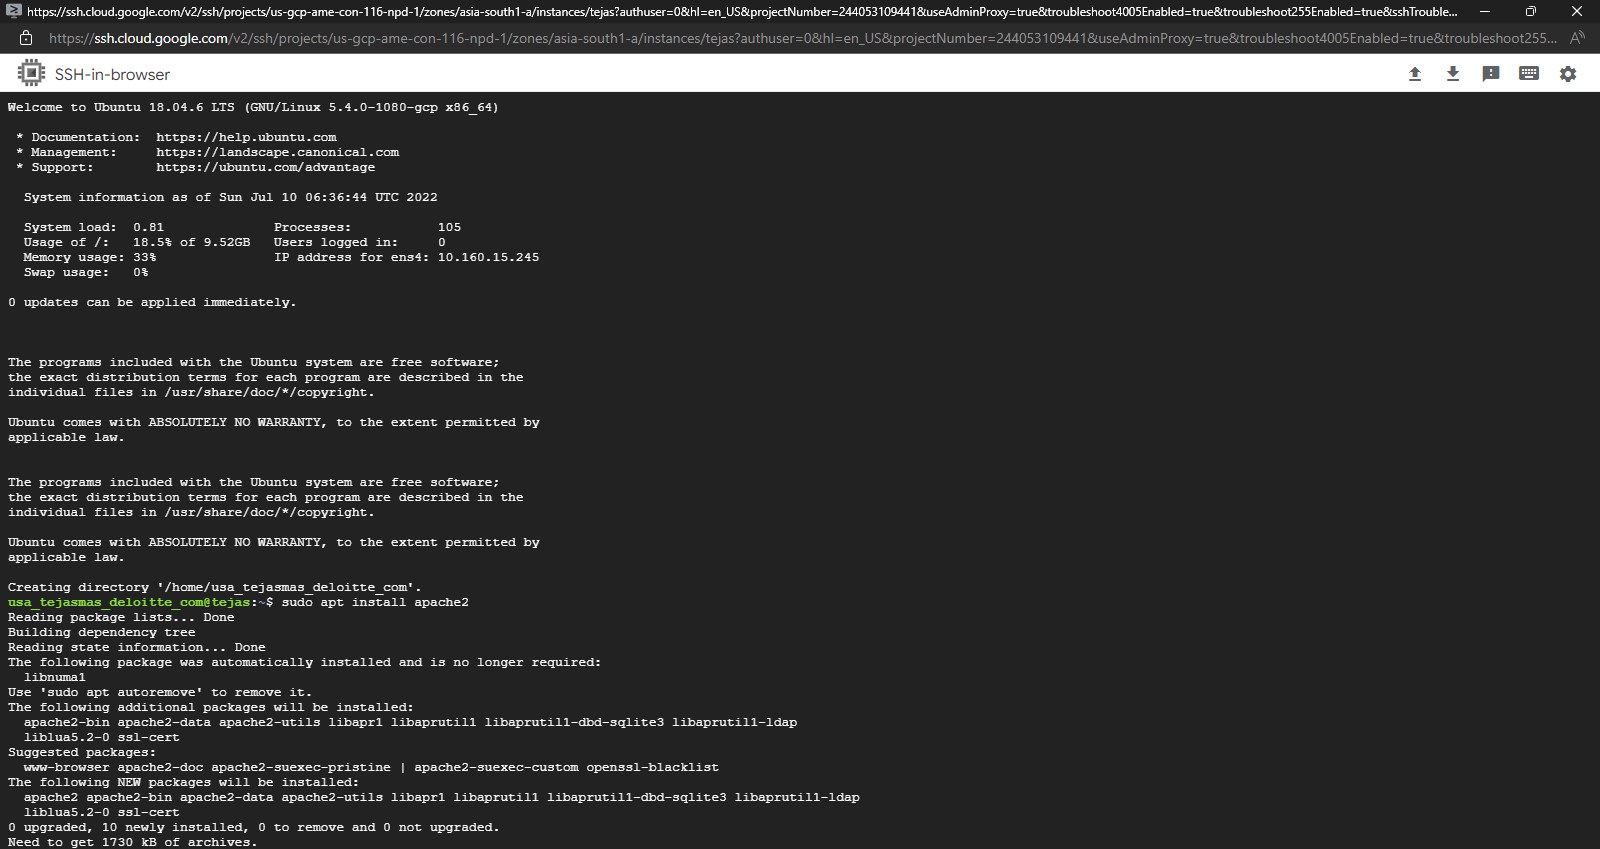 https://ssh.cloud.google.com/v2/ssh/projects/us-gcp-ame-con-116-npd-1/zones/asia-south1-a/instances/tejas?authuser=0&hl=en_US&projectNumber=244053109441&useAdminProxy=true&troubleshoot4005Enabled=true&troubleshoot255Enabled=true&sshTrouble...
https://ssh.cloud.google.com/v2/ssh/projects/us-gcp-ame-con-116-npd-1/zones/asia-south1-a/instances/tejas?authuser=0&hl=en_US&projectNumber=244053109441&useAdminProxy=true&troubleshoot4005Enabled=true&troubleshoot255...
SSH-in-browser
Welcome to Ubuntu 18.04.6 LTS (GNU/Linux 5.4.0-1080-gcp x86_64)
* Documentation: https://help.ubuntu.com
* Management: https://landscape.canonical.com
* Support: https://ubuntu.com/advantage
System information as of Sun Jul 10 06:36:44 UTC 2022
System load: 0.81 Processes: 105
Usage of /: 18.5% of 9.52GB Users logged in: 0
Memory usage: 33% IP address for ens4: 10.160.15.245
Swap usage: 0%
0 updates can be applied immediately.
The programs included with the Ubuntu system are free software;
the exact distribution terms for each program are described in the
individual files in /usr/share/doc/*/copyright.
Ubuntu comes with ABSOLUTELY NO WARRANTY, to the extent permitted by
applicable law.
The programs included with the Ubuntu system are free software;
the exact distribution terms for each program are described in the
individual files in /usr/share/doc/*/copyright.
Ubuntu comes with ABSOLUTELY NO WARRANTY, to the extent permitted by
applicable law.
Creating directory '/home/usa_tejasmas_deloitte_com'.
usa_tejasmas_deloitte_com@tejas:~$ sudo apt install apache2
Reading package lists... Done
Building dependency tree
Reading state information... Done
The following package was automatically installed and is no longer required:
libnuma1
Use 'sudo apt autoremove' to remove it.
The following additional packages will be installed:
apache2-bin apache2-data apache2-utils libapr1 libaprutil1 libaprutil1-dbd-sqlite3 libaprutil1-ldap
liblua5.2-0 ssl-cert
Suggested packages:
www-browser apache2-doc apache2-suexec-pristine | apache2-suexec-custom openssl-blacklist
The following NEW packages will be installed:
apache2 apache2-bin apache2-data apache2-utils libapr1 libaprutil1 libaprutil1-dbd-sqlite3 libaprutil1-ldap
liblua5.2-0 ssl-cert
0 upgraded, 10 newly installed, 0 to remove and 0 not upgraded.
Need to get 1730 kB of archives.